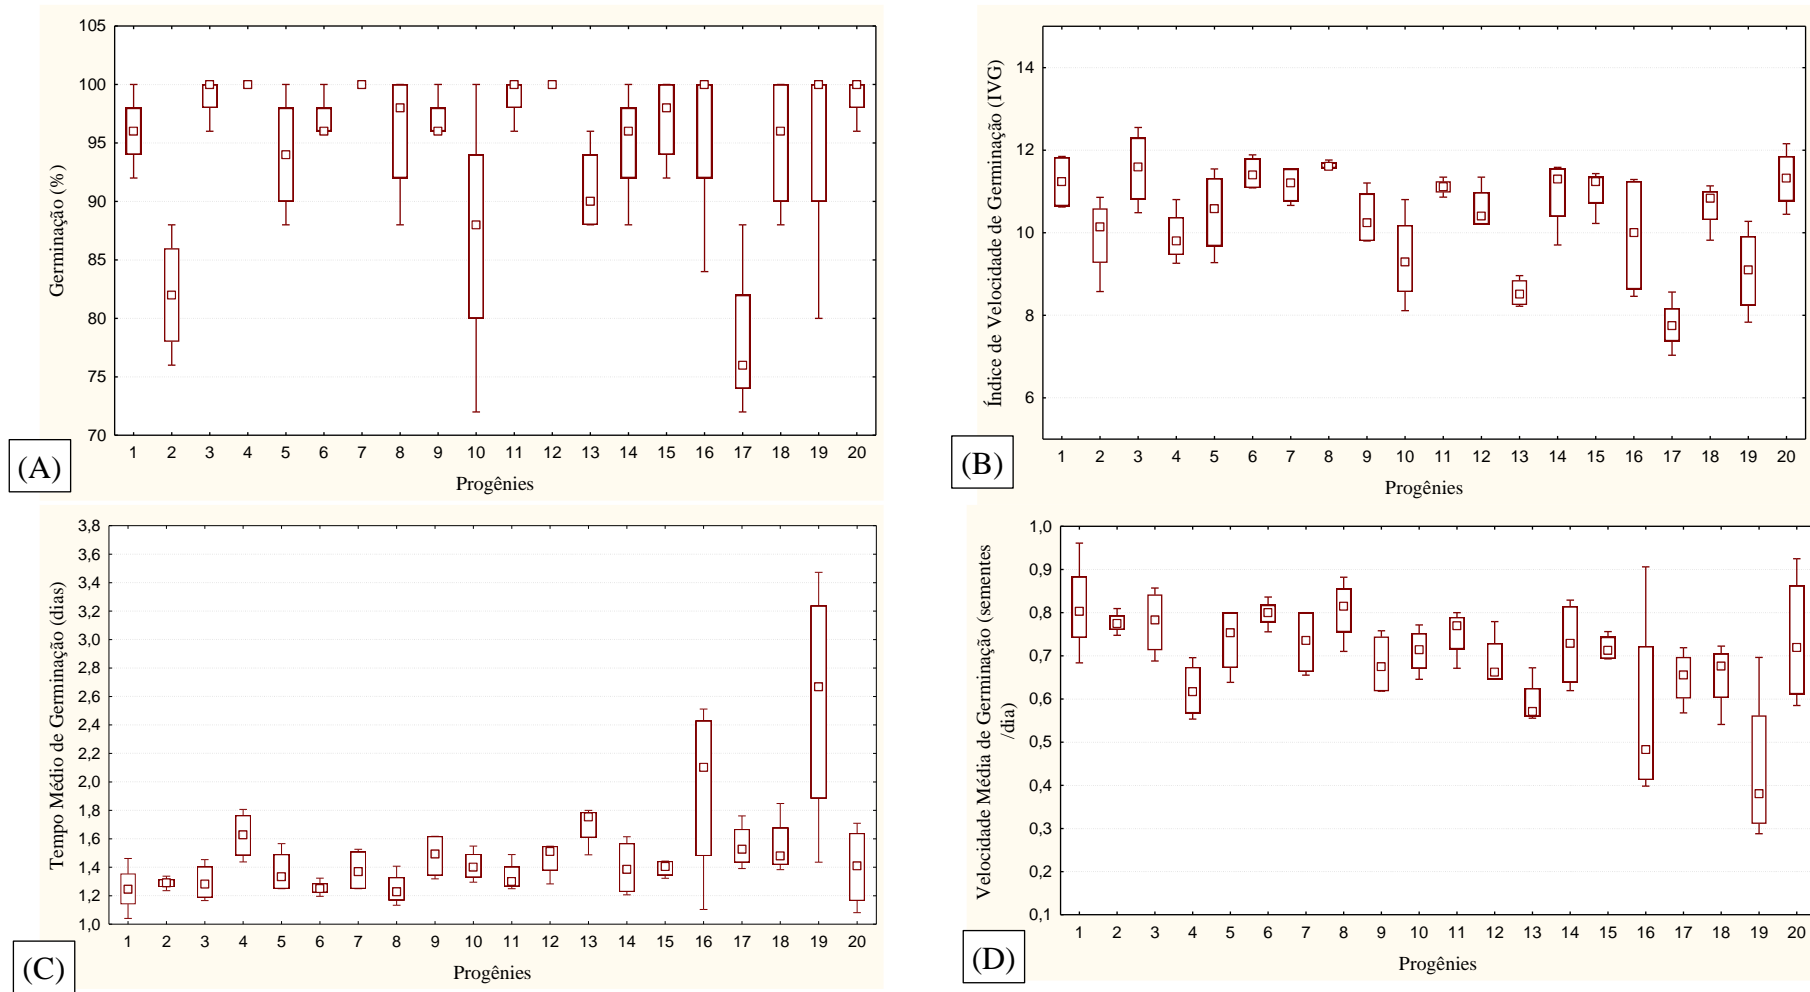 105
100
95
90
85
80
75
70
Germinação (%)
1 2 3 4 5 6 7 8 9 10 11 12 13 14 15 16 17 18 19 20
Progênies
(A)
14
12
10
8
6
Índice de Velocidade de Germinação (IVG)
1 2 3 4 5 6 7 8 9 10 11 12 13 14 15 16 17 18 19 20
Progênies
(B)
3,8
3,6
3,4
3,2
3,0
2,8
2,6
2,4
2,2
2,0
1,8
1,6
1,4
1,2
1,0
Tempo Médio de Germinação (dias)
1 2 3 4 5 6 7 8 9 10 11 12 13 14 15 16 17 18 19 20
Progênies
(C)
1,0
0,9
0,8
0,7
0,6
0,5
0,4
0,3
0,2
0,1
Velocidade Média de Germinação (sementes
/dia)
1 2 3 4 5 6 7 8 9 10 11 12 13 14 15 16 17 18 19 20
Progênies
(D)